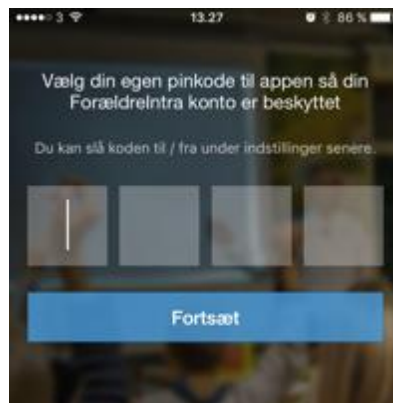 3 13.27 86 %
Vælg din egen pinkode til appen så din
ForældreIntra konto er beskyttet
Du kan slå koden til / fra under indstillinger senere.
Fortsæt